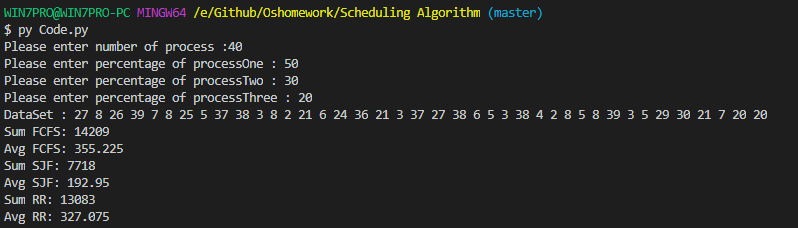 WIN7PRO@WIN7PRO-PC MINGW64 /e/Github/Oshomework/Scheduling Algorithm (master)
$ py Code.py
Please enter number of process :40
Please enter percentage of processOne : 50
Please enter percentage of processTwo : 30
Please enter percentage of processThree : 20
DataSet : 27 8 26 39 7 8 25 5 37 38 3 8 2 21 6 24 36 21 3 37 27 38 6 5 3 38 4 2 8 5 8 39 3 5 29 30 21 7 20 20
Sum FCFS: 14209
Avg FCFS: 355.225
Sum SJF: 7718
Avg SJF: 192.95
Sum RR: 13083
Avg RR: 327.075